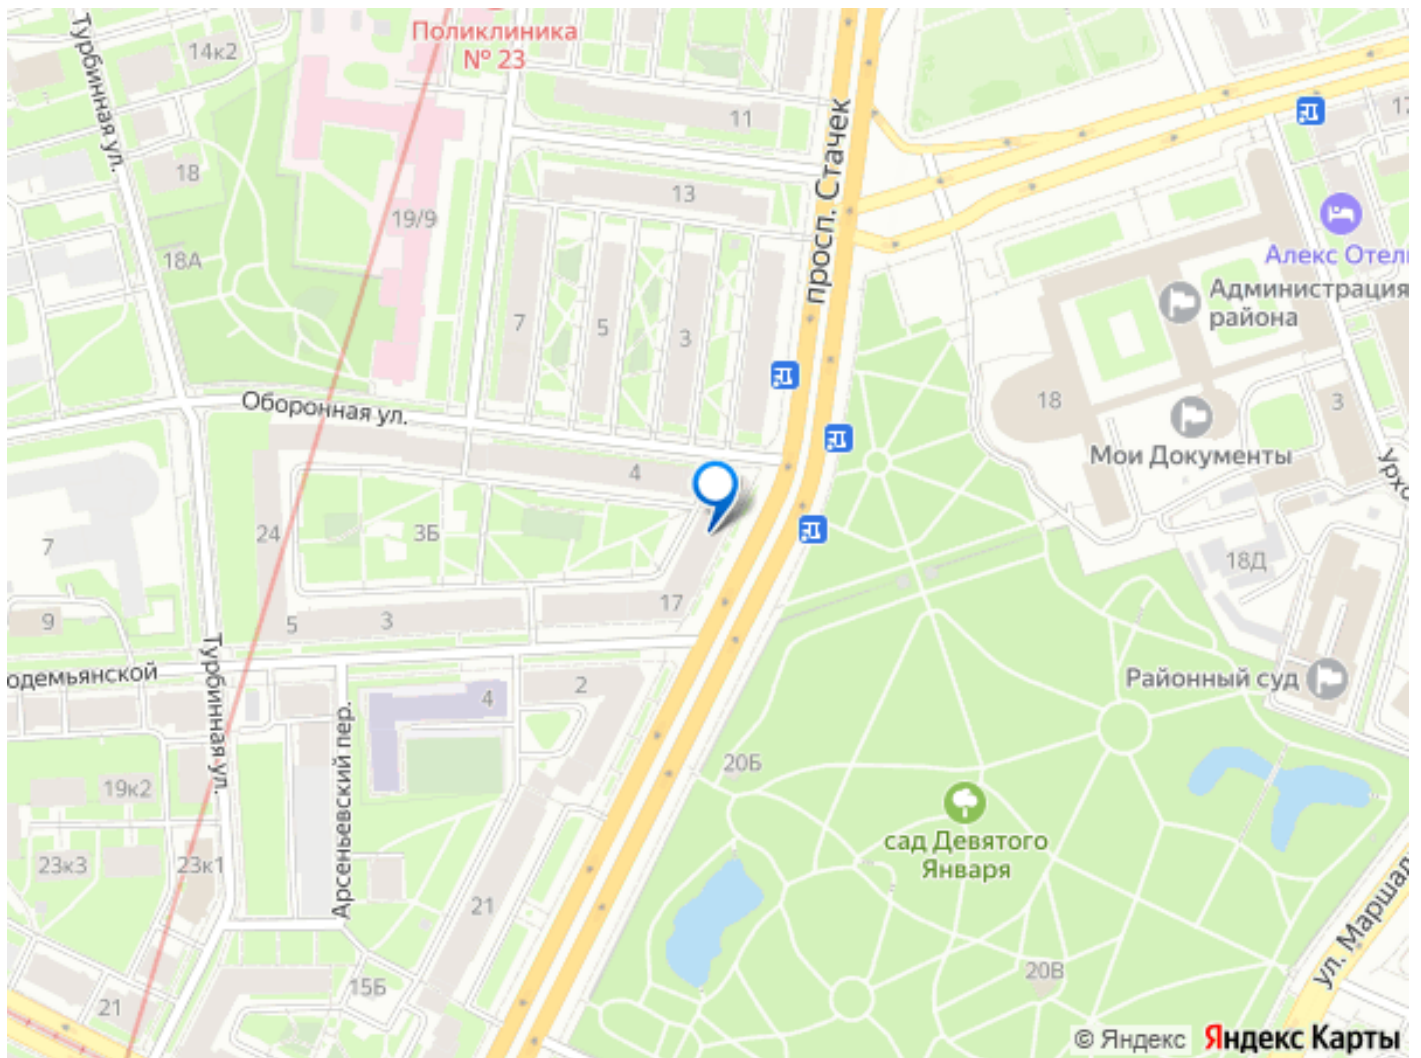 Турбинная ул.
14к2
Поликлиника
№ 23
11
просп. Стачек
17
18
13
19/9
18А
Алекс Отель
Администрация
района
7
5
3
18
3
Мои Документы
Оборонная ул.
4
24
3Б
7
18Д
17
9
5
3
одемьянской
Турбинная ул.
4
2
Районный суд
Арсеньевский пер.
20Б
19к2
сад Девятого
Января
23к3
23к1
21
ул. Маршал
20В
15Б
21
© Яндекс Яндекс Карты